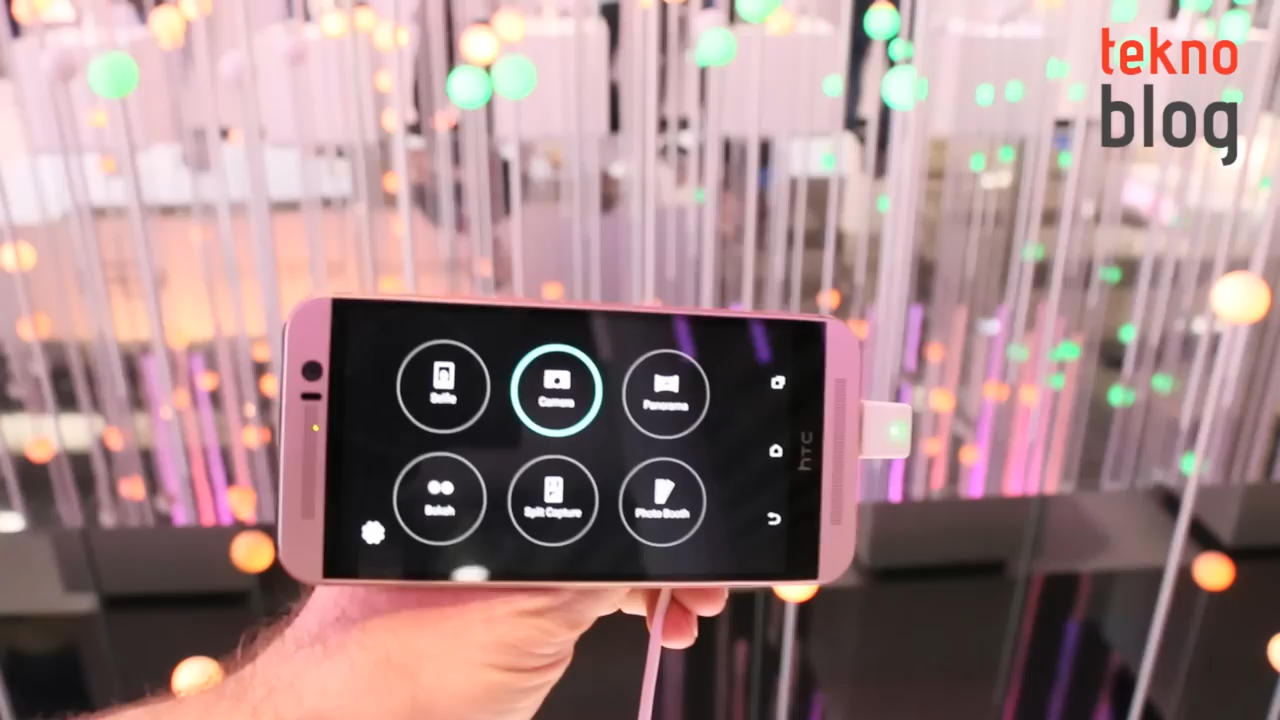 tekno
blog
Selfie
Camera
Panorama
Bokeh
Split Capture
Photo Booth
hTC